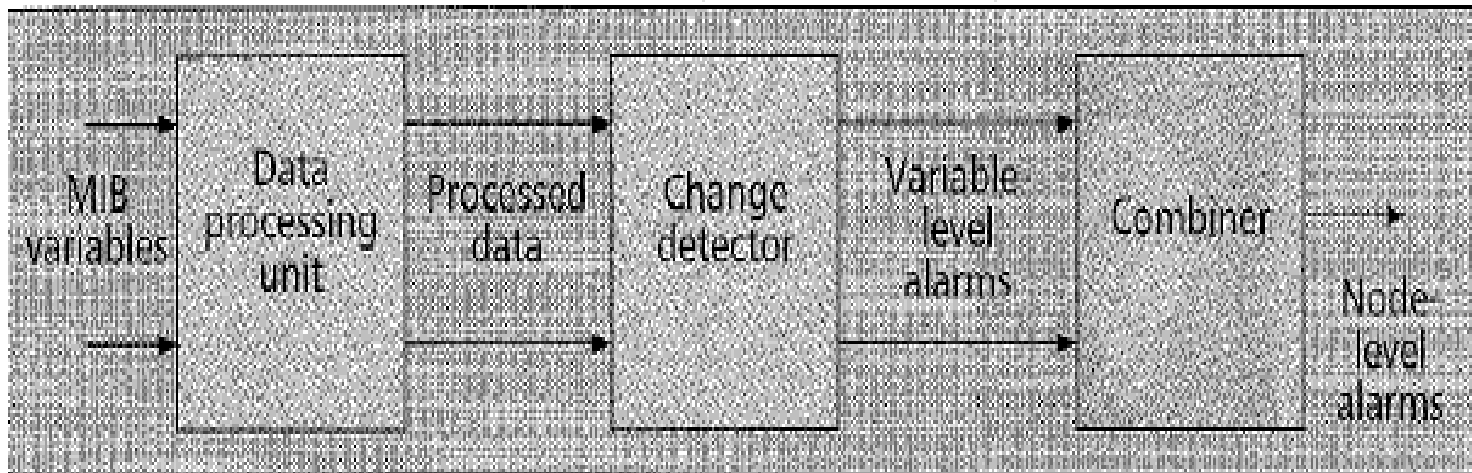 MIB
variables
Data
processing
unit
Processed
data
Change
detector
Variable-
level
alarms
Combiner
Node-
level
alarms